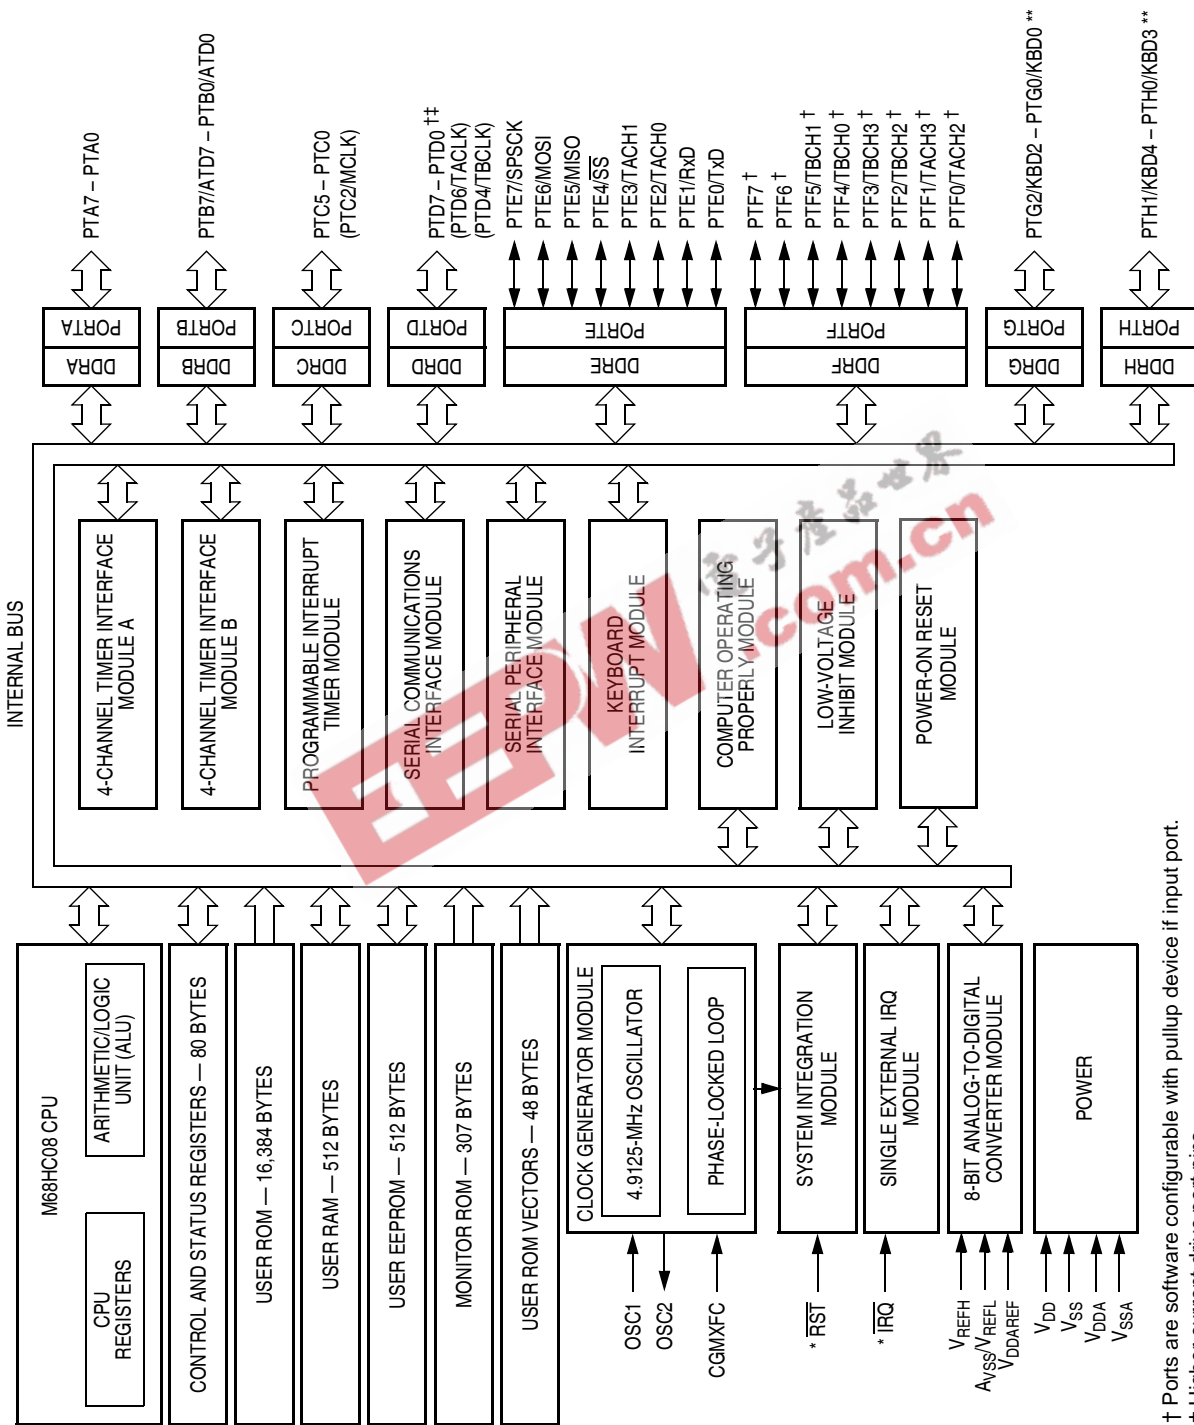 INTERNAL BUS
M68HC08 CPU
CPU
REGISTERS
ARITHMETIC/LOGIC
UNIT (ALU)
CONTROL AND STATUS REGISTERS — 80 BYTES
USER ROM — 16,384 BYTES
USER RAM — 512 BYTES
USER EEPROM — 512 BYTES
MONITOR ROM — 307 BYTES
USER ROM VECTORS — 48 BYTES
CLOCK GENERATOR MODULE
4.9125-MHz OSCILLATOR
PHASE-LOCKED LOOP
OSC1
OSC2
CGMXFC
SYSTEM INTEGRATION
MODULE
* RST
SINGLE EXTERNAL IRQ
MODULE
* IRQ
8-BIT ANALOG-TO-DIGITAL
CONVERTER MODULE
VREFH
AVSS/VREFL
VDDAREF
POWER
VDD
VSS
VDDA
VSSA
4-CHANNEL TIMER INTERFACE
MODULE A
4-CHANNEL TIMER INTERFACE
MODULE B
PROGRAMMABLE INTERRUPT
TIMER MODULE
SERIAL COMMUNICATIONS
INTERFACE MODULE
SERIAL PERIPHERAL
INTERFACE MODULE
KEYBOARD
INTERRUPT MODULE
COMPUTER OPERATING
PROPERLY MODULE
LOW-VOLTAGE
INHIBIT MODULE
POWER-ON RESET
MODULE
DDRA
PORTA
PTA7 – PTA0
DDRB
PORTB
PTB7/ATD7 – PTB0/ATD0
DDRC
PORTC
PTC5 – PTC0
(PTC2/MCLK)
DDRD
PORTD
PTD7 – PTD0 †‡
(PTD6/TACLK)
(PTD4/TBCLK)
DDRE
PORTE
PTE7/SPSCK
PTE6/MOSI
PTE5/MISO
PTE4/SS
PTE3/TACH1
PTE2/TACH0
PTE1/RxD
PTE0/TxD
DDRF
PORTF
PTF7 †
PTF6 †
PTF5/TBCH1 †
PTF4/TBCH0 †
PTF3/TBCH3 †
PTF2/TBCH2 †
PTF1/TACH3 †
PTF0/TACH2 †
DDRG
PORTG
PTG2/KBD2 – PTG0/KBD0 **
DDRH
PORTH
PTH1/KBD4 – PTH0/KBD3 **
† Ports are software configurable with pullup device if input port.
EEPW
.com.cn
電子產品世界